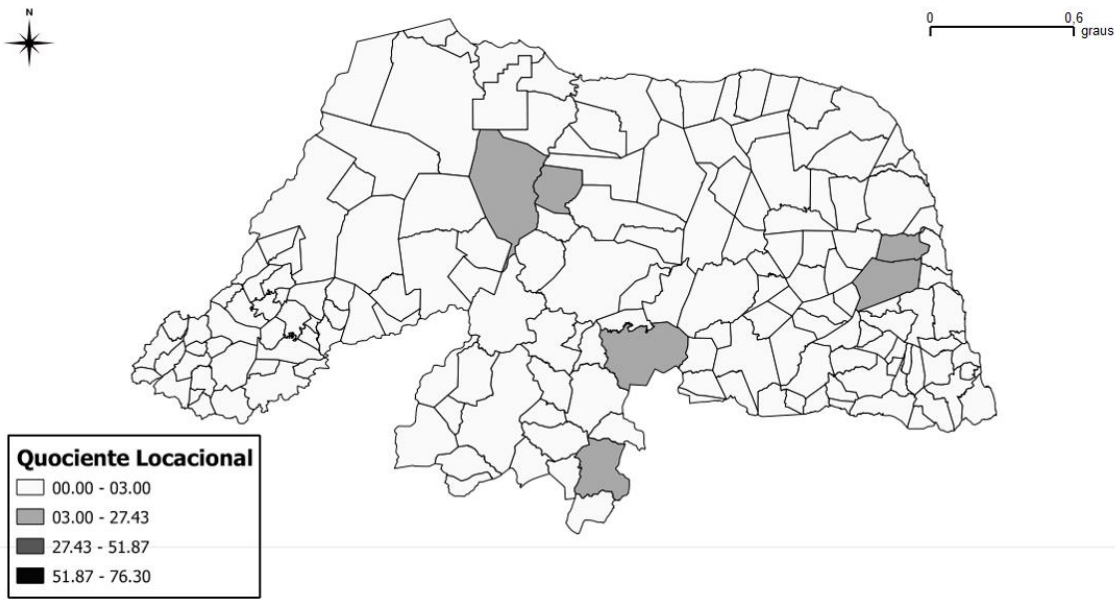 N
0 0,6
graus
Quociente Locacional
00.00 - 03.00
03.00 - 27.43
27.43 - 51.87
51.87 - 76.30